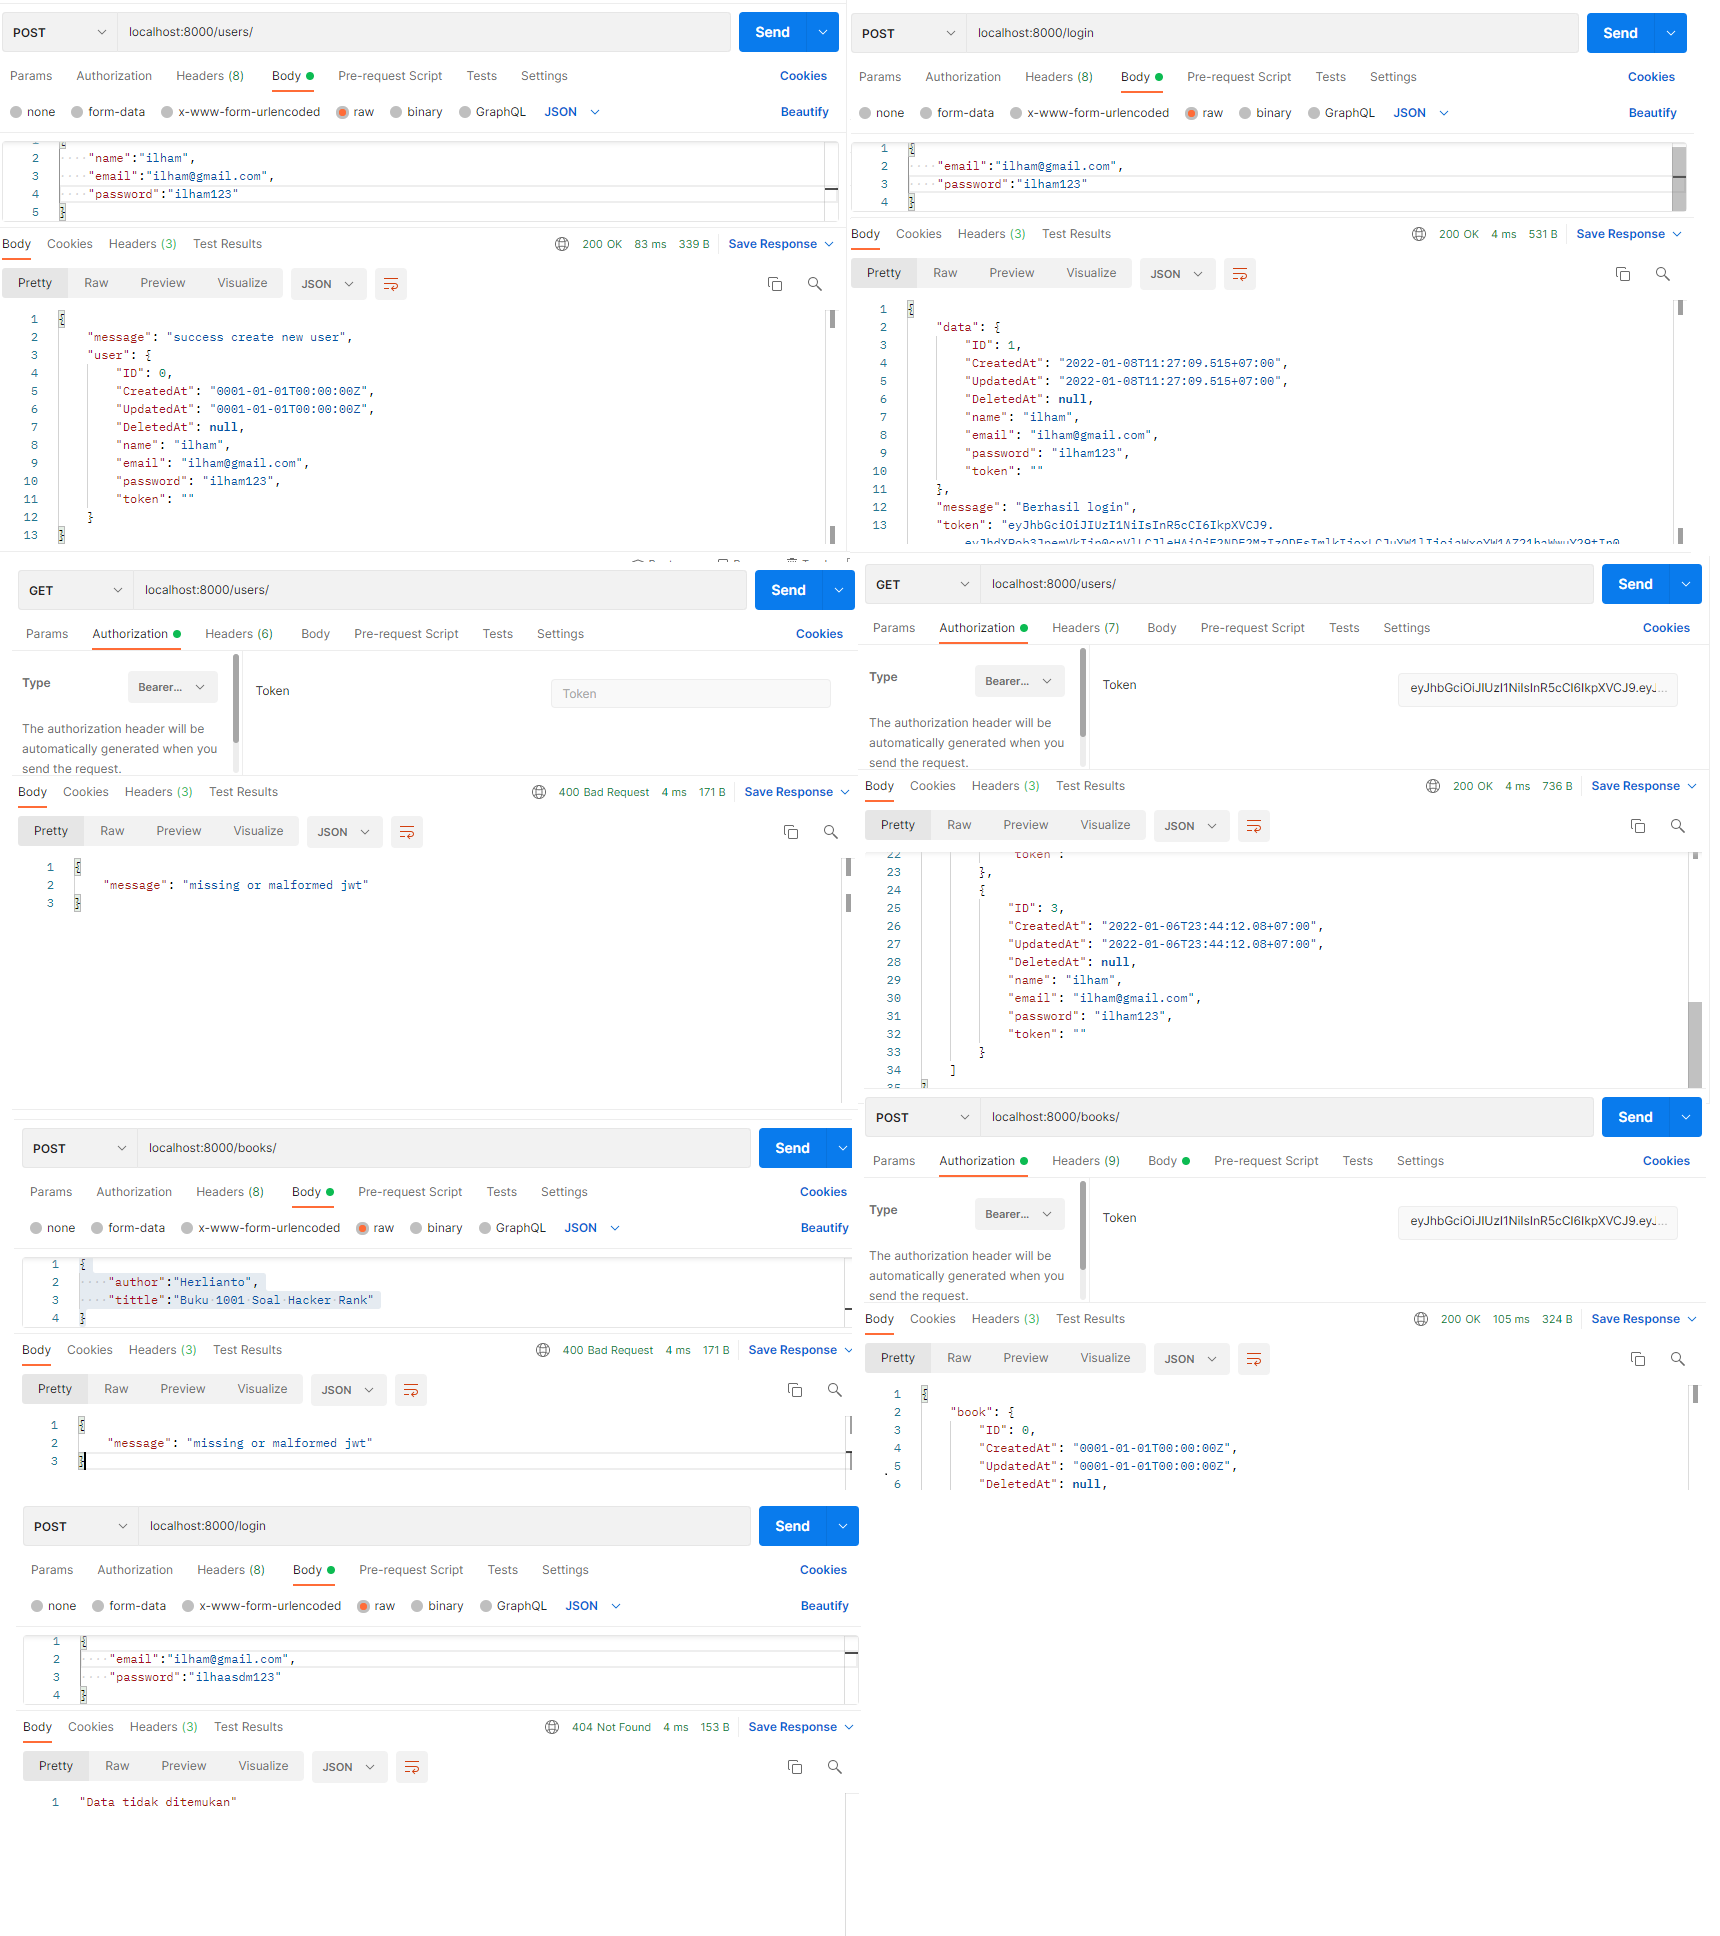 POST
localhost:8000/users/
Send
Params Authorization Headers (8) Body Pre-request Script Tests Settings Cookies
none form-data x-www-form-urlencoded raw binary GraphQL JSON Beautify
2 "name":"ilham",
3 "email":"ilham@gmail.com",
4 "password":"ilham123"
5 }
Body Cookies Headers (3) Test Results 200 OK 83 ms 339 B Save Response
Pretty Raw Preview Visualize JSON
1 {
2 "message": "success create new user",
3 "user": {
4 "ID": 0,
5 "CreatedAt": "0001-01-01T00:00:00Z",
6 "UpdatedAt": "0001-01-01T00:00:00Z",
7 "DeletedAt": null,
8 "name": "ilham",
9 "email": "ilham@gmail.com",
10 "password": "ilham123",
11 "token": ""
12 }
13 }
POST
localhost:8000/login
Send
Params Authorization Headers (8) Body Pre-request Script Tests Settings Cookies
none form-data x-www-form-urlencoded raw binary GraphQL JSON Beautify
1 {
2 "email":"ilham@gmail.com",
3 "password":"ilham123"
4 }
Body Cookies Headers (3) Test Results 200 OK 4 ms 531 B Save Response
Pretty Raw Preview Visualize JSON
1 {
2 "data": {
3 "ID": 1,
4 "CreatedAt": "2022-01-08T11:27:09.515+07:00",
5 "UpdatedAt": "2022-01-08T11:27:09.515+07:00",
6 "DeletedAt": null,
7 "name": "ilham",
8 "email": "ilham@gmail.com",
9 "password": "ilham123",
10 "token": ""
11 },
12 "message": "Berhasil login",
13 "token": "eyJhbGciOiJIUzI1NiIsInR5cCI6IkpXVCJ9.
GET
localhost:8000/users/
Send
Params Authorization Headers (6) Body Pre-request Script Tests Settings Cookies
Type Bearer... Token Token
The authorization header will be
automatically generated when you
send the request.
Body Cookies Headers (3) Test Results 400 Bad Request 4 ms 171 B Save Response
Pretty Raw Preview Visualize JSON
1 {
2 "message": "missing or malformed jwt"
3 }
GET
localhost:8000/users/
Send
Params Authorization Headers (7) Body Pre-request Script Tests Settings Cookies
Type Bearer... Token eyJhbGciOiJIUzI1NiIsInR5cCI6IkpXVCJ9.eyJ...
The authorization header will be
automatically generated when you
send the request.
Body Cookies Headers (3) Test Results 200 OK 4 ms 736 B Save Response
Pretty Raw Preview Visualize JSON
22 token :
23 },
24 {
25 "ID": 3,
26 "CreatedAt": "2022-01-06T23:44:12.08+07:00",
27 "UpdatedAt": "2022-01-06T23:44:12.08+07:00",
28 "DeletedAt": null,
29 "name": "ilham",
30 "email": "ilham@gmail.com",
31 "password": "ilham123",
32 "token": ""
33 }
34 ]
35 }
POST
localhost:8000/books/
Send
Params Authorization Headers (8) Body Pre-request Script Tests Settings Cookies
none form-data x-www-form-urlencoded raw binary GraphQL JSON Beautify
1 {
2 "author":"Herlianto",
3 "tittle":"Buku 1001 Soal Hacker Rank"
4 }
Body Cookies Headers (3) Test Results 400 Bad Request 4 ms 171 B Save Response
Pretty Raw Preview Visualize JSON
1 {
2 "message": "missing or malformed jwt"
3 }
POST
localhost:8000/books/
Send
Params Authorization Headers (9) Body Pre-request Script Tests Settings Cookies
Type Bearer... Token eyJhbGciOiJIUzI1NiIsInR5cCI6IkpXVCJ9.eyJ...
The authorization header will be
automatically generated when you
send the request.
Body Cookies Headers (3) Test Results 200 OK 105 ms 324 B Save Response
Pretty Raw Preview Visualize JSON
1 {
2 "book": {
3 "ID": 0,
4 "CreatedAt": "0001-01-01T00:00:00Z",
5 "UpdatedAt": "0001-01-01T00:00:00Z",
6 "DeletedAt": null,
POST
localhost:8000/login
Send
Params Authorization Headers (8) Body Pre-request Script Tests Settings Cookies
none form-data x-www-form-urlencoded raw binary GraphQL JSON Beautify
1 {
2 "email":"ilham@gmail.com",
3 "password":"ilhaasdm123"
4 }
Body Cookies Headers (3) Test Results 404 Not Found 4 ms 153 B Save Response
Pretty Raw Preview Visualize JSON
1 "Data tidak ditemukan"